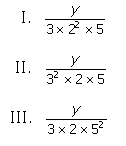 I. y / 3 × 2² × 5
II. y / 3² × 2 × 5
III. y / 3 × 2 × 5²